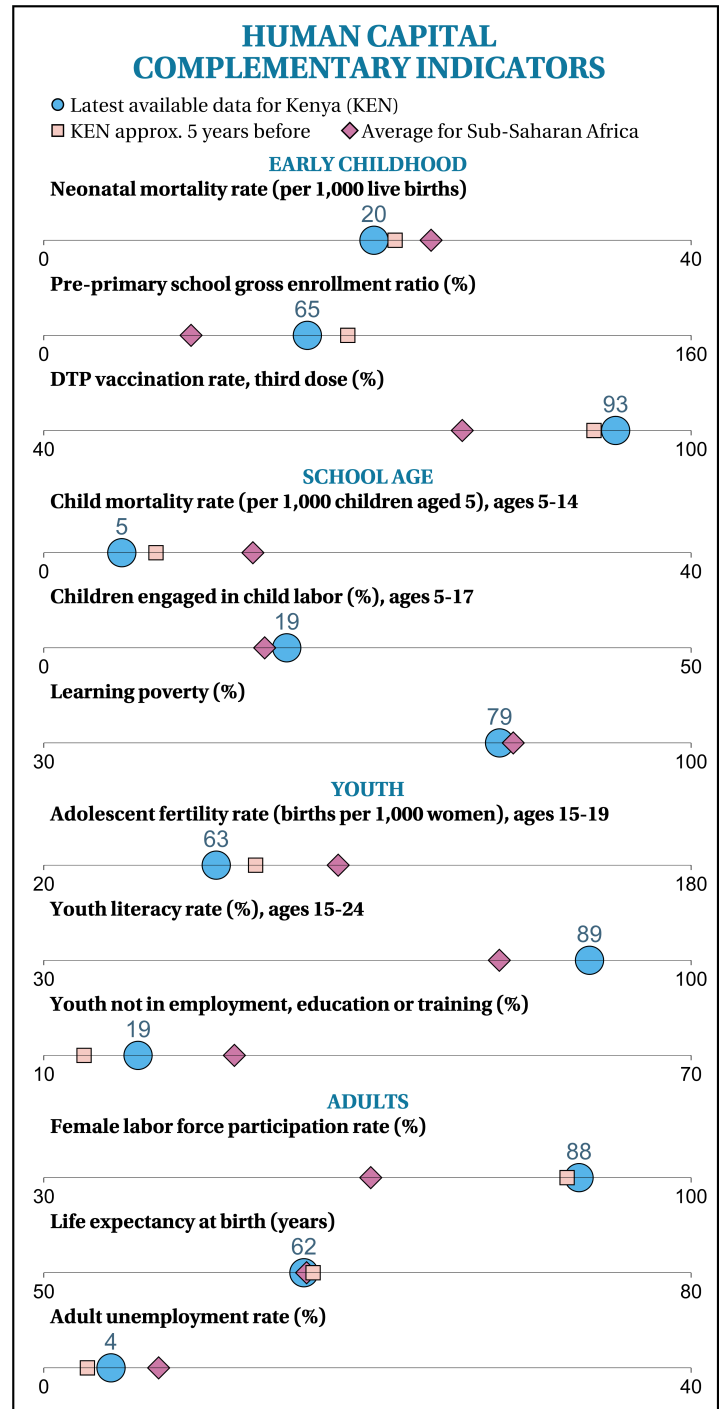 HUMAN CAPITAL
COMPLEMENTARY INDICATORS
Latest available data for Kenya (KEN)
KEN approx. 5 years before Average for Sub-Saharan Africa
EARLY CHILDHOOD
Neonatal mortality rate (per 1,000 live births)
20
0 40
Pre-primary school gross enrollment ratio (%)
65
0 160
DTP vaccination rate, third dose (%)
93
40 100
SCHOOL AGE
Child mortality rate (per 1,000 children aged 5), ages 5-14
5
0 40
Children engaged in child labor (%), ages 5-17
19
0 50
Learning poverty (%)
79
30 100
YOUTH
Adolescent fertility rate (births per 1,000 women), ages 15-19
63
20 180
Youth literacy rate (%), ages 15-24
89
30 100
Youth not in employment, education or training (%)
19
10 70
ADULTS
Female labor force participation rate (%)
88
30 100
Life expectancy at birth (years)
62
50 80
Adult unemployment rate (%)
4
0 40